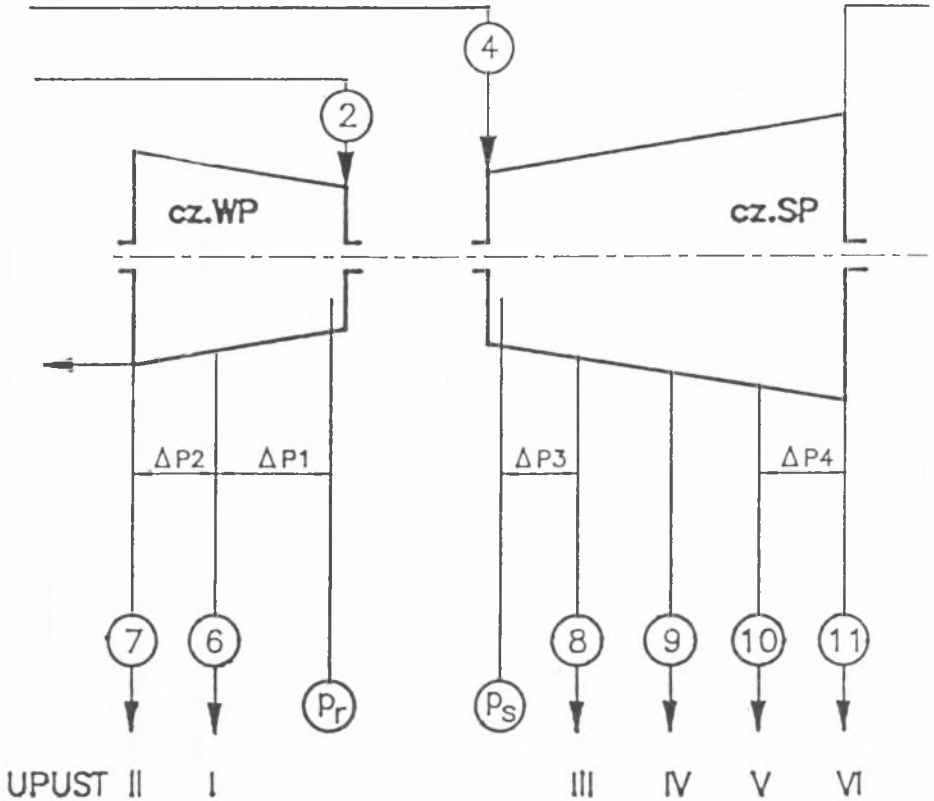 4
2
cz.WP
cz.SP
ΔP2 ΔP1 ΔP3 ΔP4
7 6 8 9 10 11
pr ps
UPUST II I III IV V VI